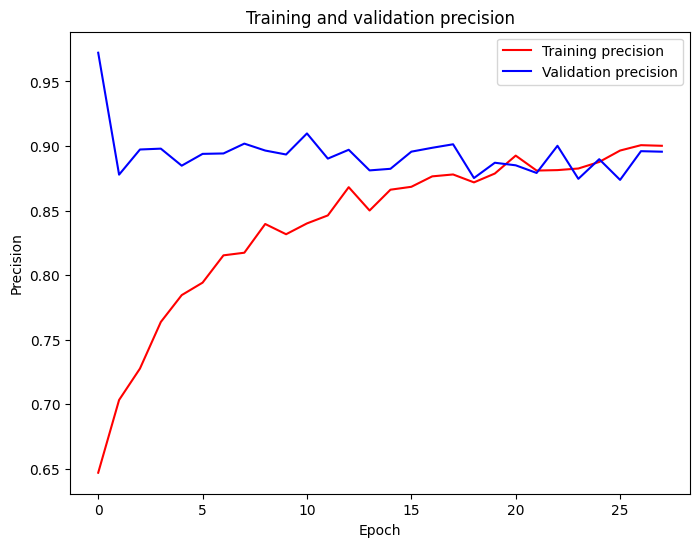 Training and validation precision
Training precision
Validation precision
Precision
0.95
0.90
0.85
0.80
0.75
0.70
0.65
0
5
10
15
20
25
Epoch